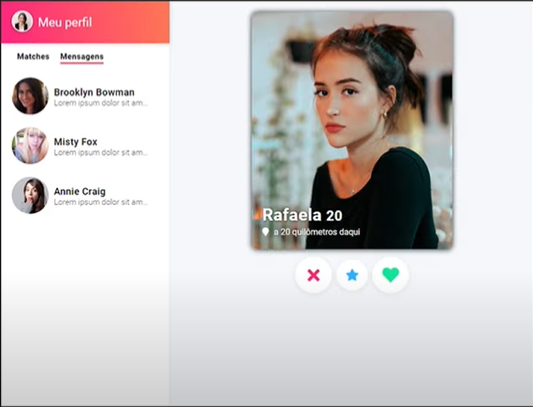 Meu perfil
Matches Mensagens
Brooklyn Bowman
Lorem ipsum dolor sit am...
Misty Fox
Lorem ipsum dolor sit am...
Annie Craig
Lorem ipsum dolor sit am...
Rafaela 20
a 20 quilômetros daqui